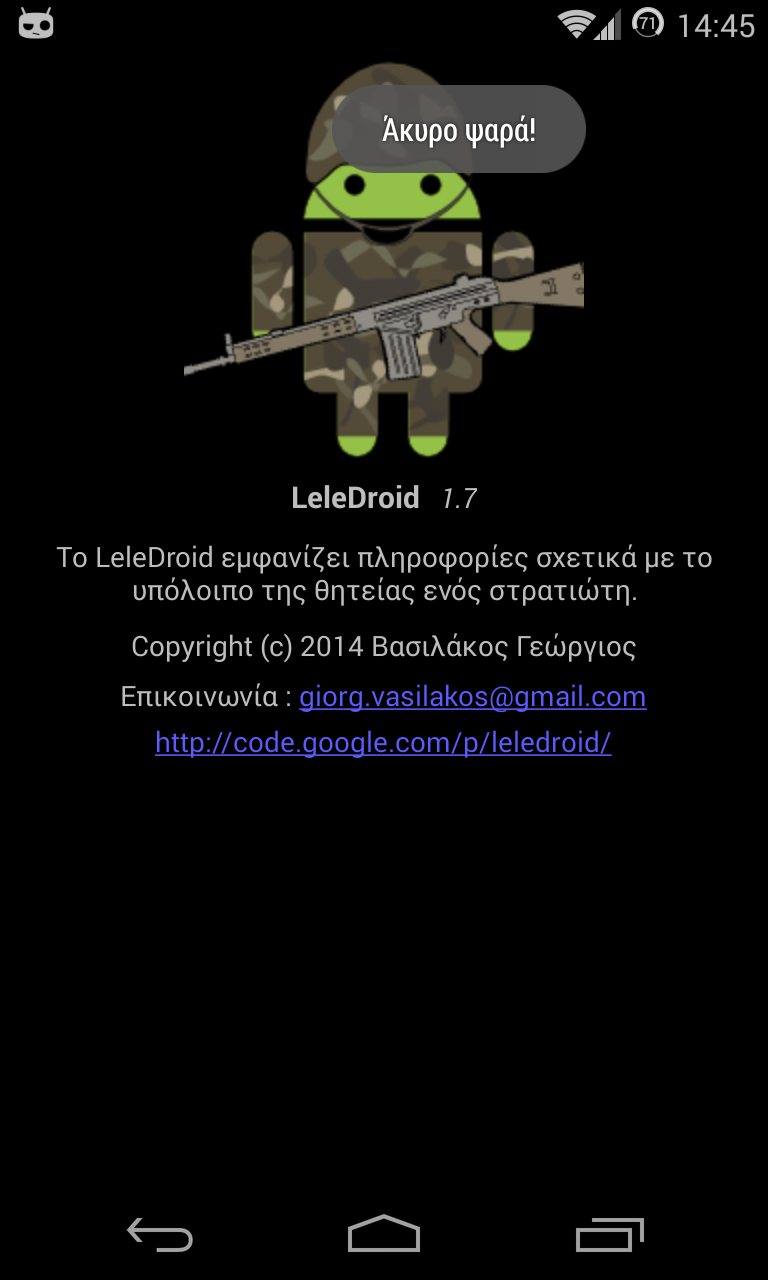 71 14:45
Άκυρο ψαρά!
LeleDroid 1.7
Το LeleDroid εμφανίζει πληροφορίες σχετικά με το
υπόλοιπο της θητείας ενός στρατιώτη.
Copyright (c) 2014 Βασιλάκος Γεώργιος
Επικοινωνία : giorg.vasilakos@gmail.com
http://code.google.com/p/leledroid/